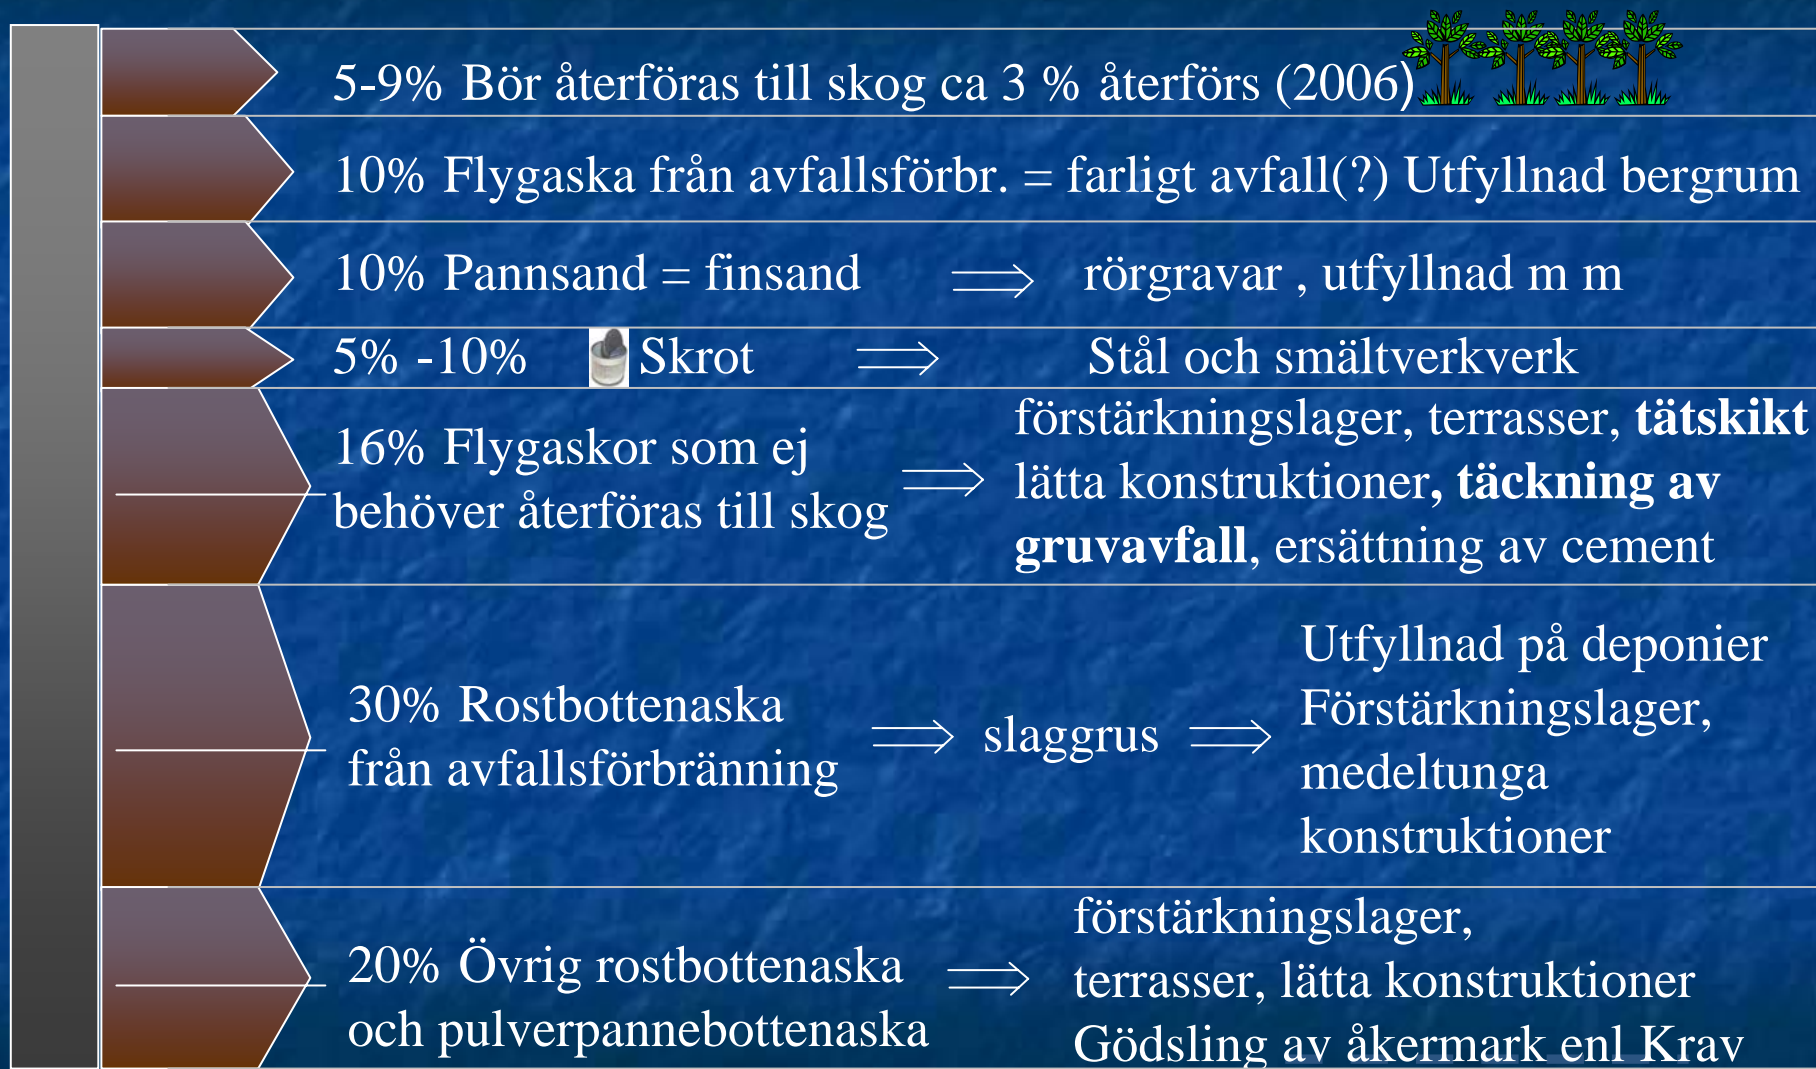 5-9% Bör återföras till skog ca 3 % återförs (2006)
10% Flygaska från avfallsförbr. = farligt avfall(?) Utfyllnad bergrum
10% Pannsand = finsand ⇒ rörgravar , utfyllnad m m
5% -10% Skrot ⇒ Stål och smältverkverk
16% Flygaskor som ej
behöver återföras till skog
⇒
förstärkningslager, terrasser, tätskikt
lätta konstruktioner, täckning av
gruvavfall, ersättning av cement
30% Rostbottenaska
från avfallsförbränning
⇒ slaggrus ⇒
Utfyllnad på deponier
Förstärkningslager,
medeltunga
konstruktioner
20% Övrig rostbottenaska
och pulverpannebottenaska
⇒
förstärkningslager,
terrasser, lätta konstruktioner
Gödsling av åkermark enl Krav